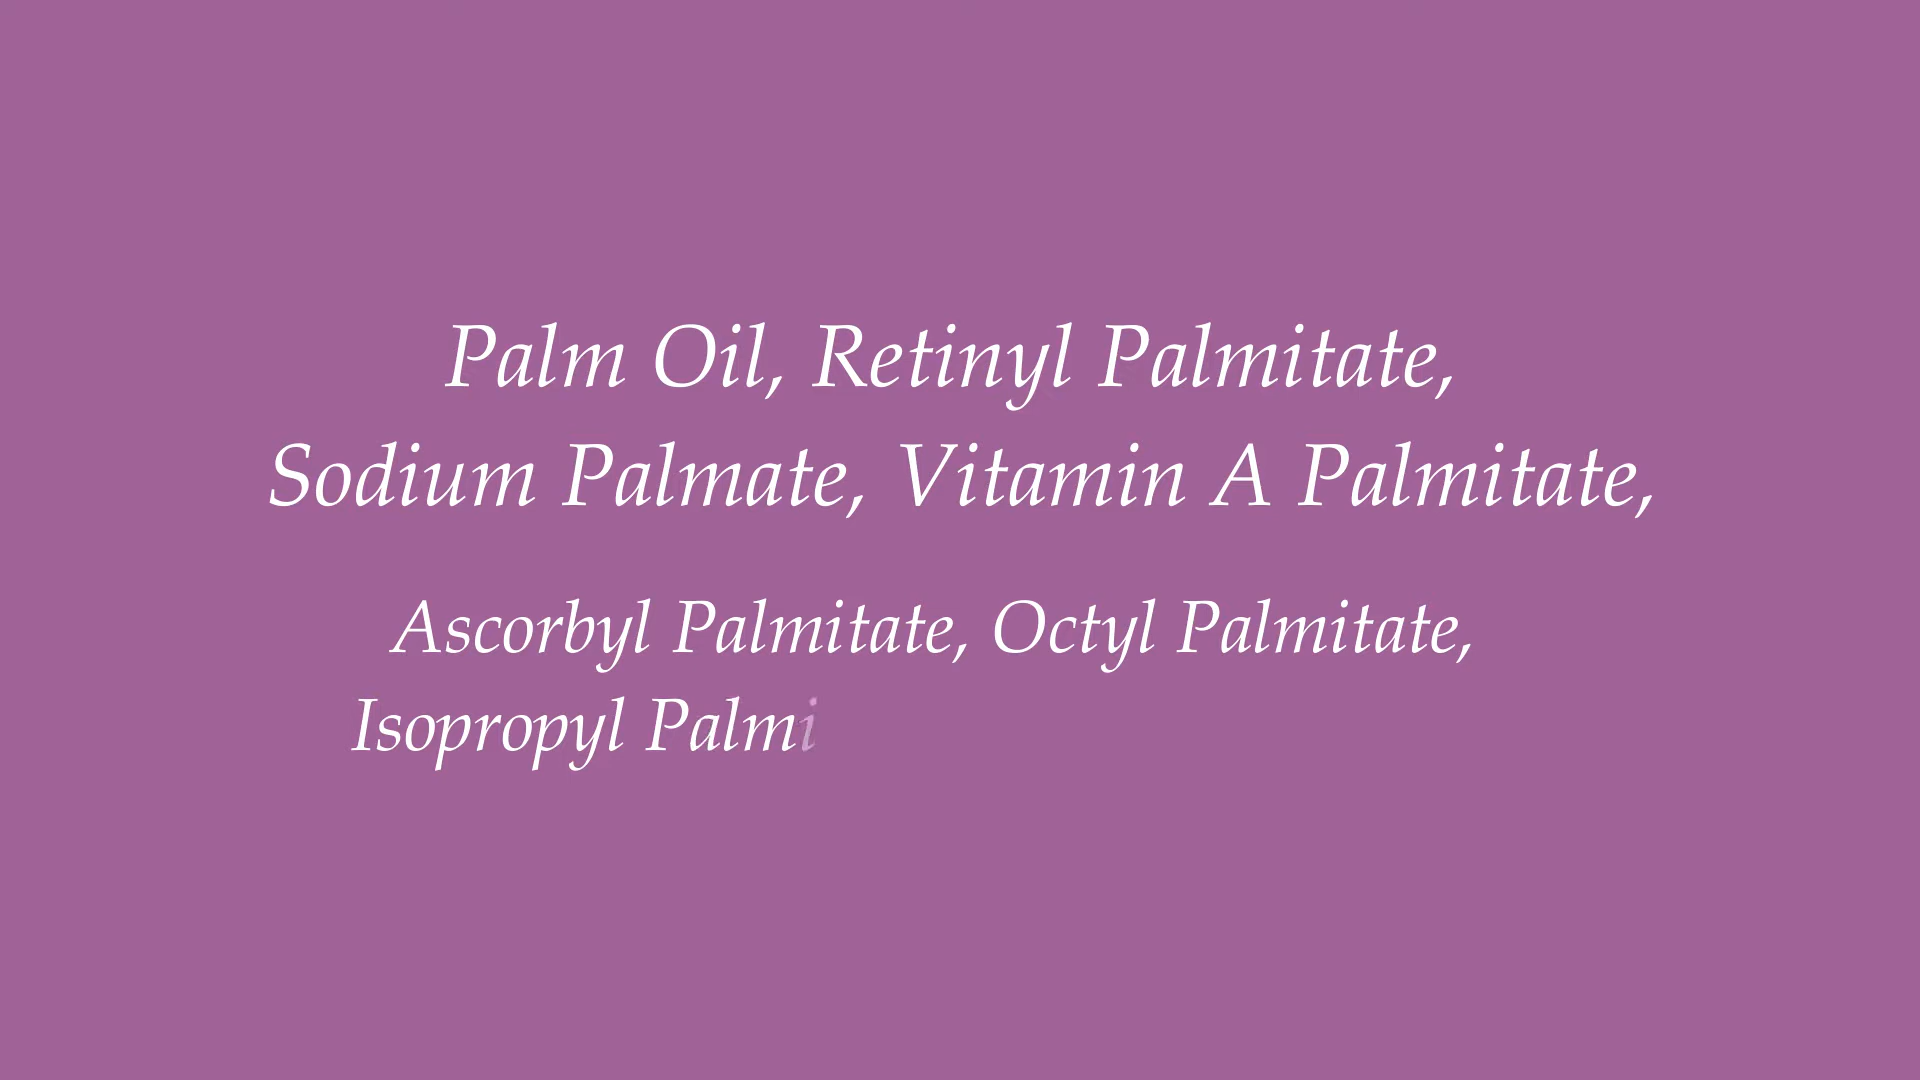 Palm Oil, Retinyl Palmitate,
Sodium Palmate, Vitamin A Palmitate,
Ascorbyl Palmitate, Octyl Palmitate,
Isopropyl Palmi